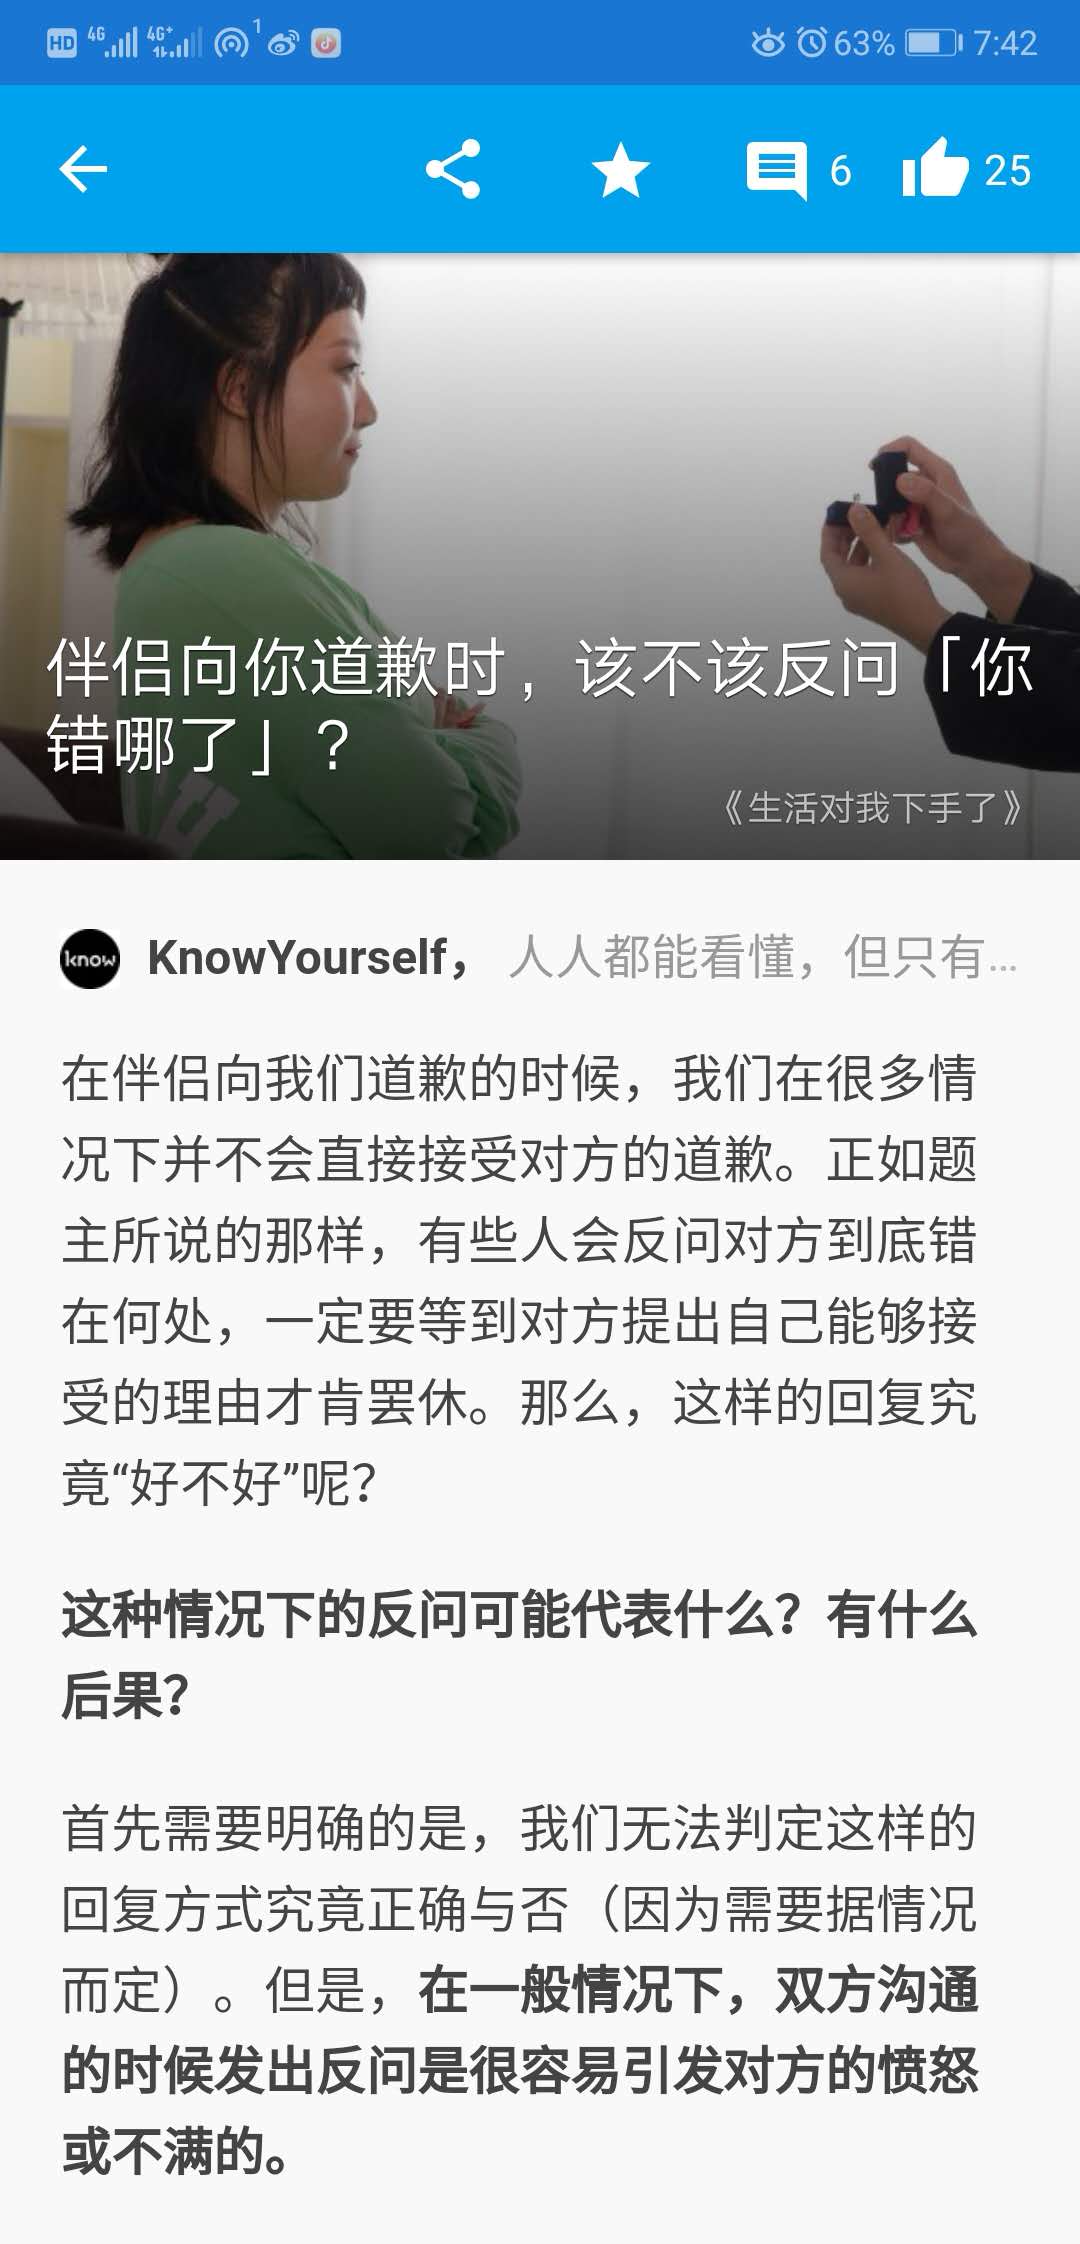 HD 4G 4G+ 1 63% 7:42
6 25
伴侣向你道歉时，该不该反问「你
错哪了」？
《生活对我下手了》
know KnowYourself， 人人都能看懂，但只有...
在伴侣向我们道歉的时候，我们在很多情
况下并不会直接接受对方的道歉。正如题
主所说的那样，有些人会反问对方到底错
在何处，一定要等到对方提出自己能够接
受的理由才肯罢休。那么，这样的回复究
竟“好不好”呢？
这种情况下的反问可能代表什么？有什么
后果？
首先需要明确的是，我们无法判定这样的
回复方式究竟正确与否（因为需要据情况
而定）。但是，在一般情况下，双方沟通
的时候发出反问是很容易引发对方的愤怒
或不满的。